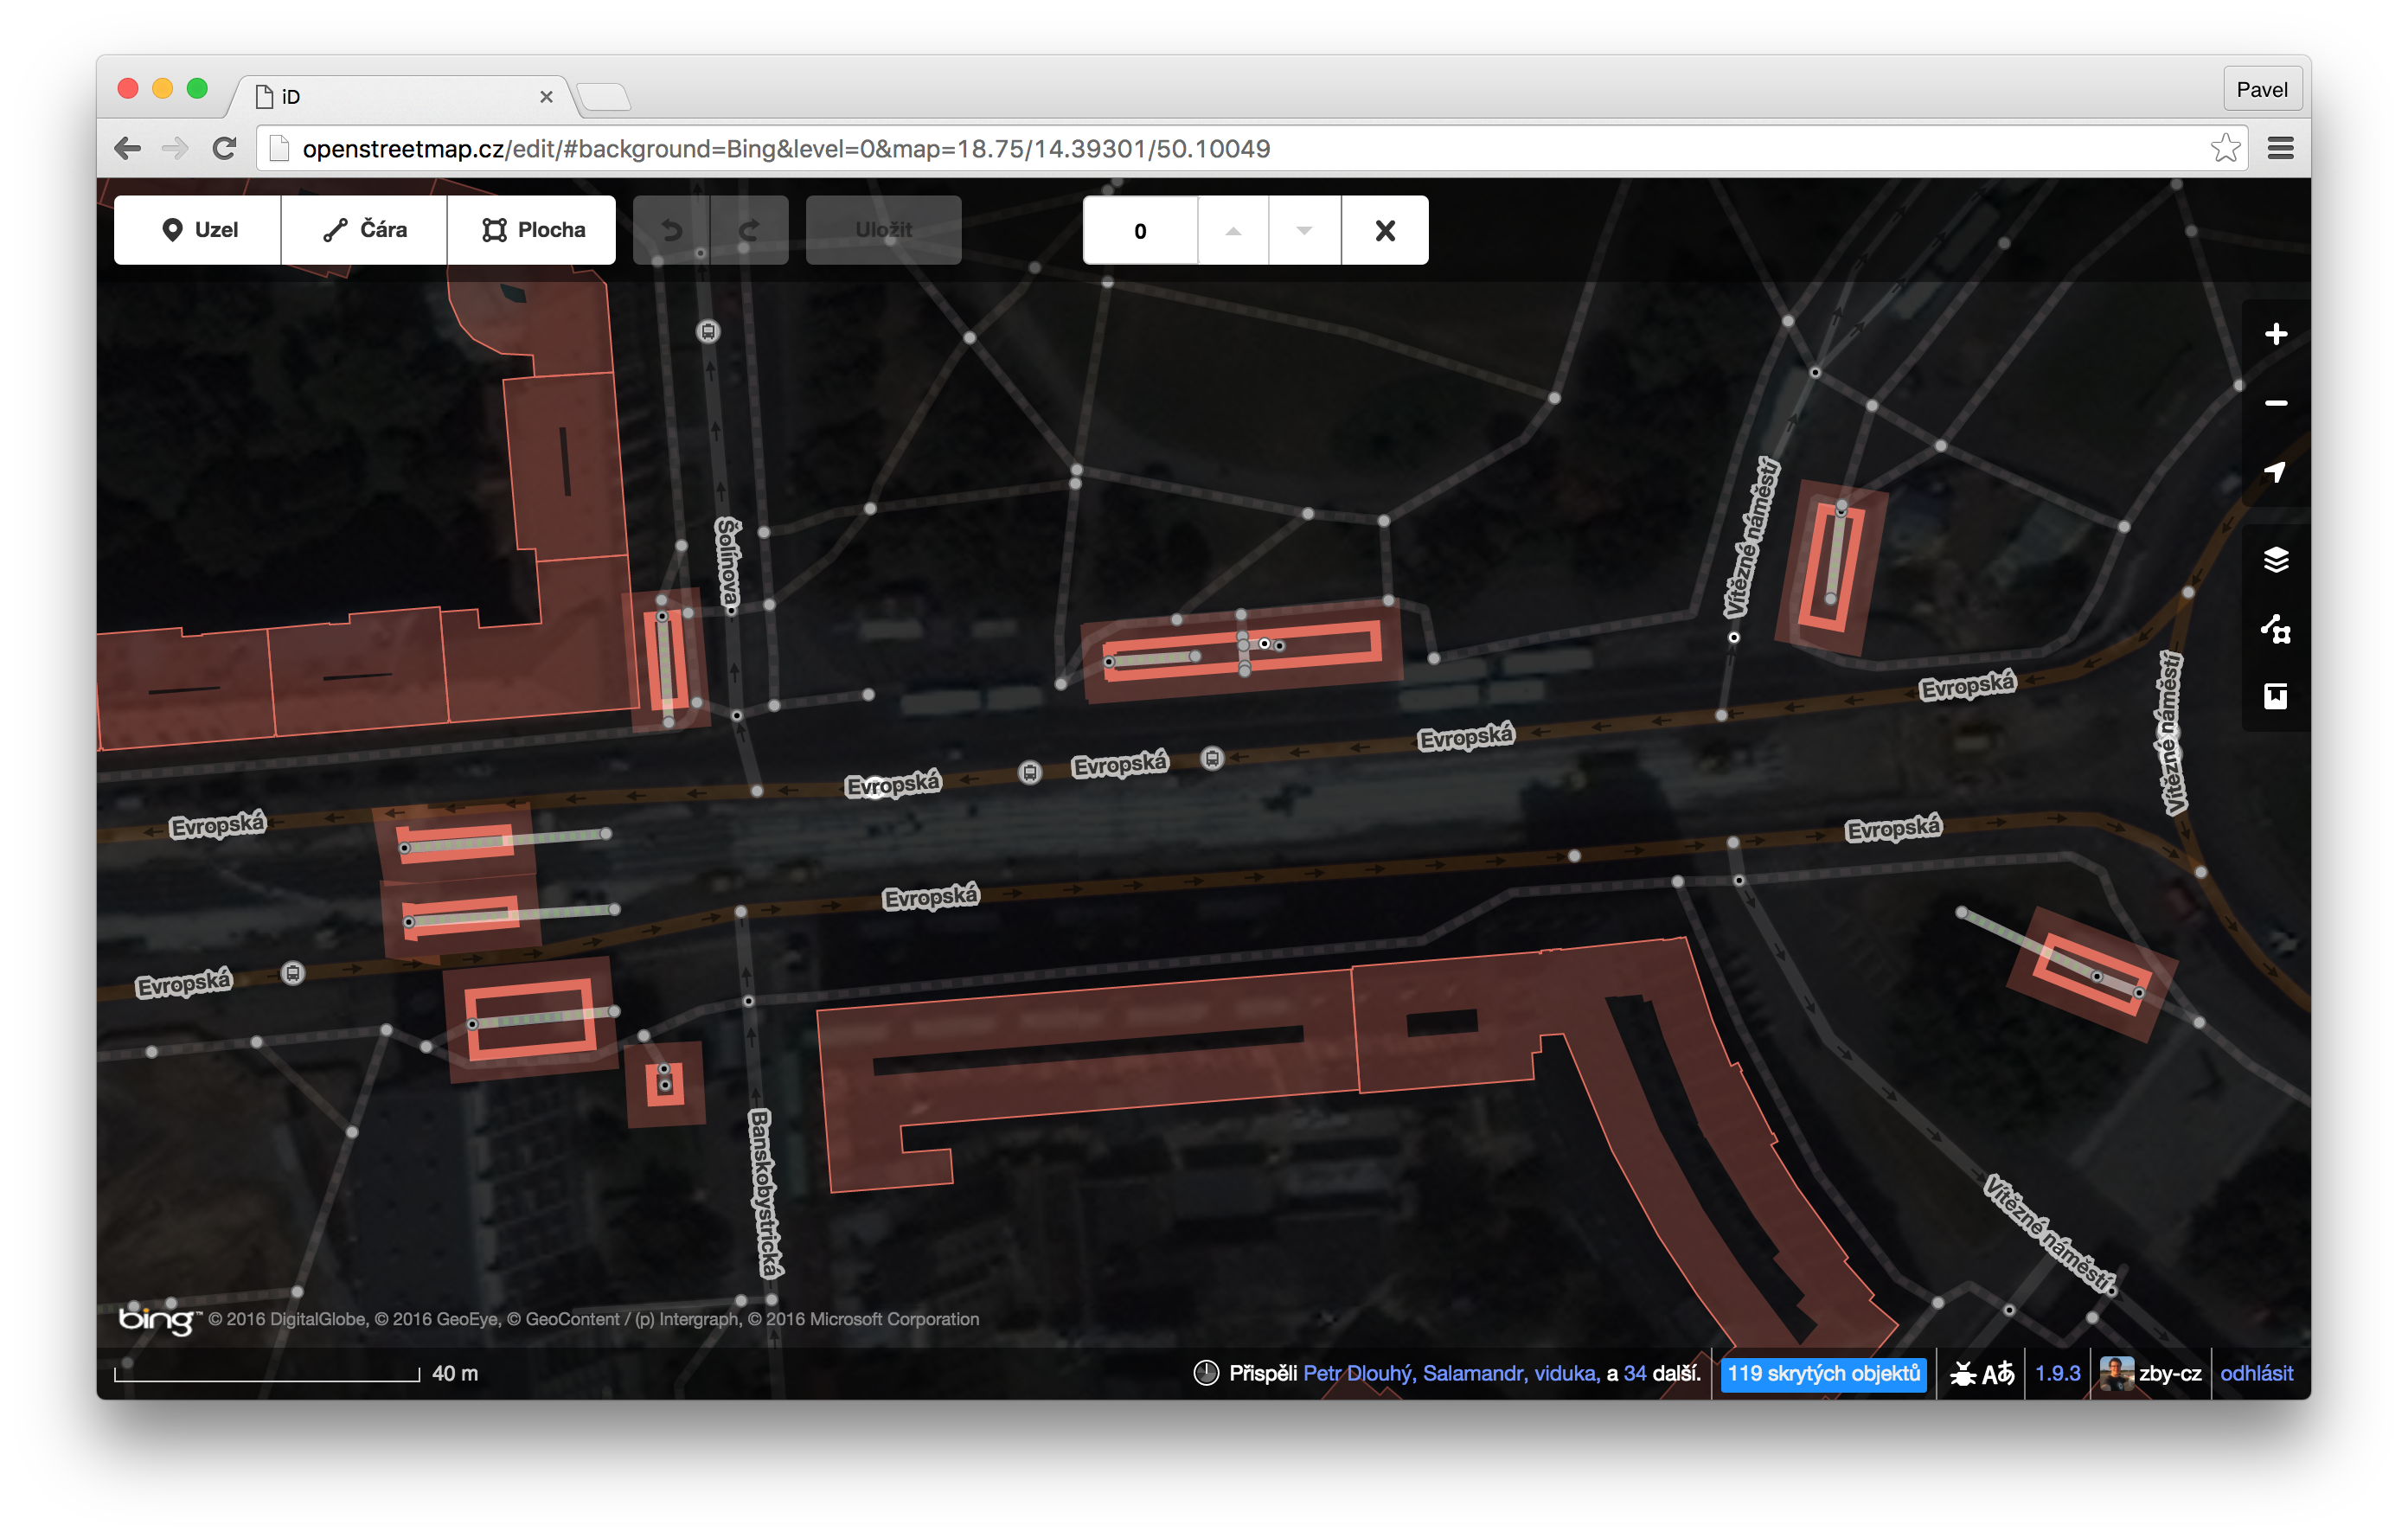 iD
Pavel
openstreetmap.cz/edit/#background=Bing&level=0&map=18.75/14.39301/50.10049
Uzel
Čára
Plocha
Uložit
0
Šolínova
Vítězné náměstí
Evropská
Vítězné náměstí
Evropská
Evropská
Evropská
Evropská
Evropská
Evropská
Evropská
Banskobystrická
Vítězné náměstí
bing™ © 2016 DigitalGlobe, © 2016 GeoEye, © GeoContent / (p) Intergraph, © 2016 Microsoft Corporation
40 m
Přispěli Petr Dlouhý, Salamandr, viduka, a 34 další.
119 skrytých objektů
Aあ
1.9.3
zby-cz
odhlásit